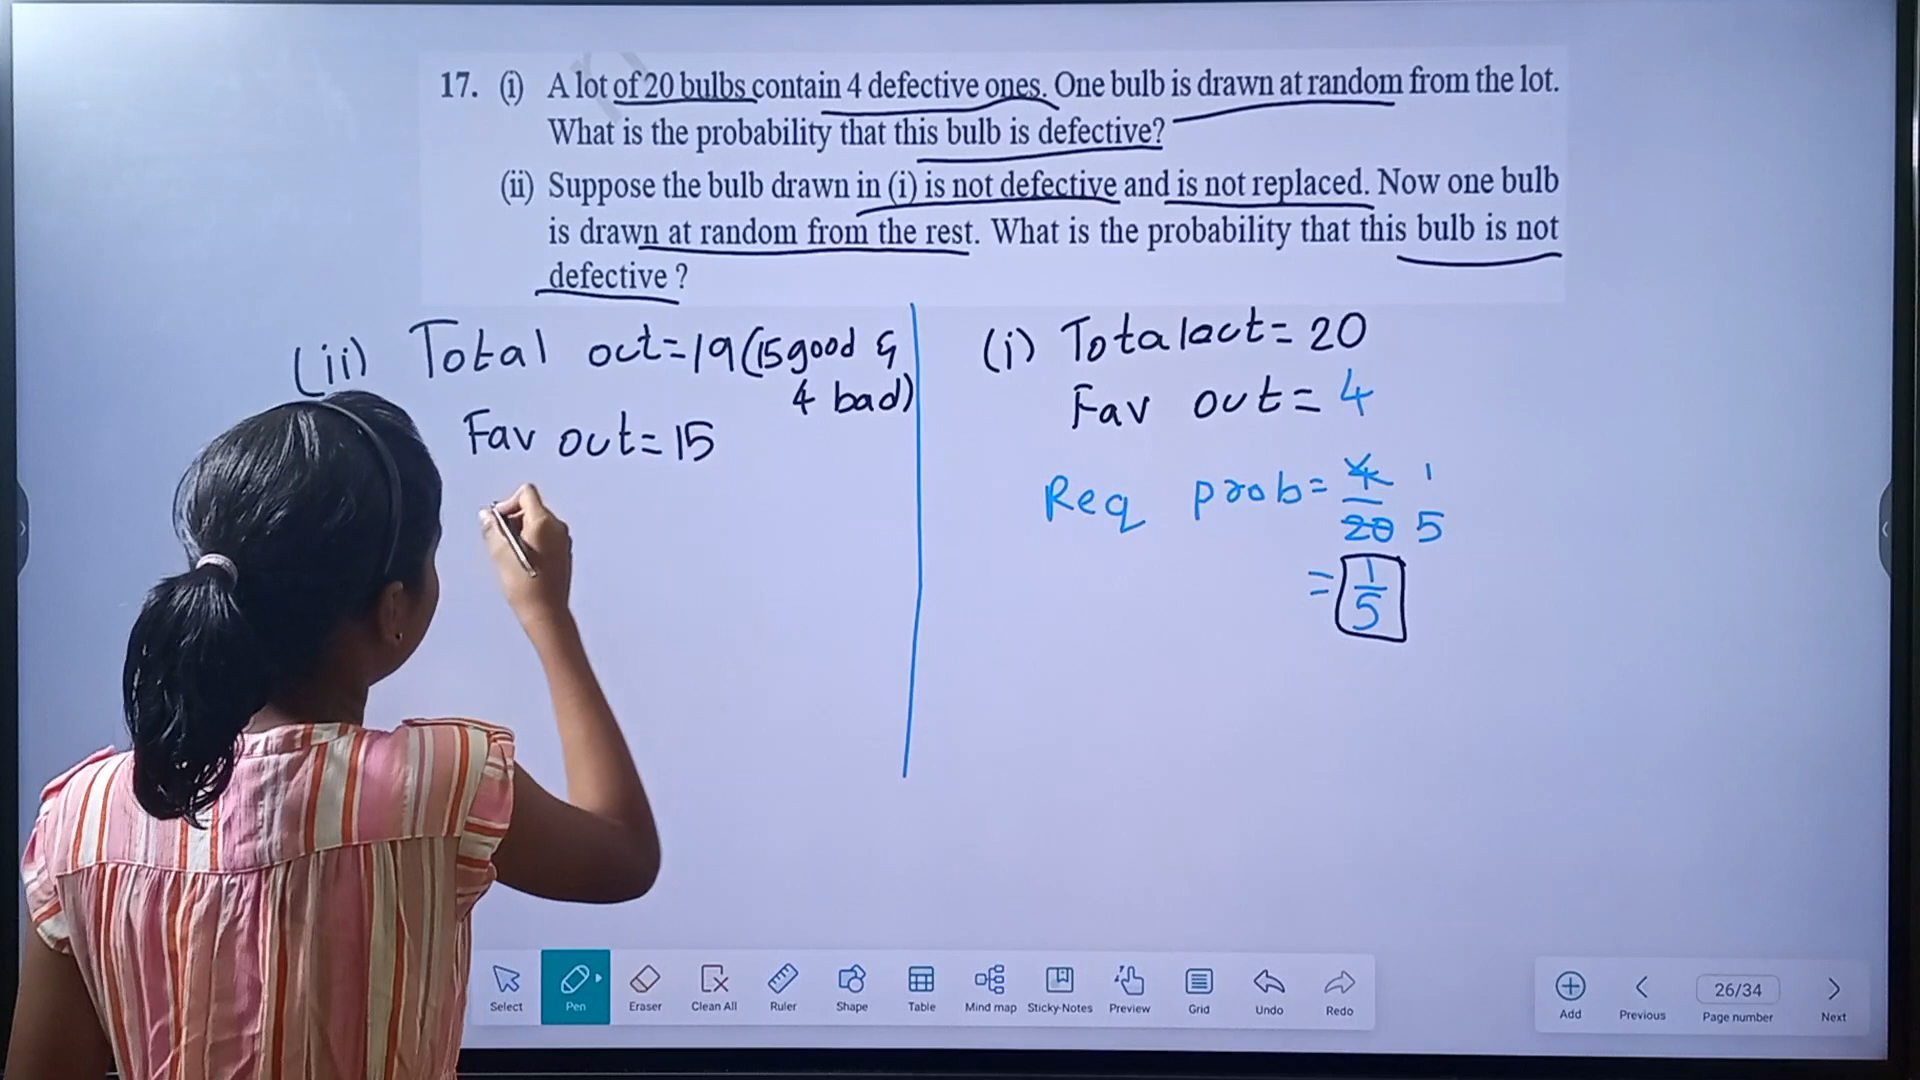 17. (i) A lot of 20 bulbs contain 4 defective ones. One bulb is drawn at random from the lot.
What is the probability that this bulb is defective?
(ii) Suppose the bulb drawn in (i) is not defective and is not replaced. Now one bulb
is drawn at random from the rest. What is the probability that this bulb is not
defective ?
(ii) Total out=19(15good &
4 bad)
Fav out=15
(i) Total out=20
Fav out=4
Req prob=4/20 1/5
=1/5
Select
Pen
Eraser
Clean All
Ruler
Shape
Table
Mind map
Sticky-Notes
Preview
Grid
Undo
Redo
Add
Previous
26/34
Page number
Next